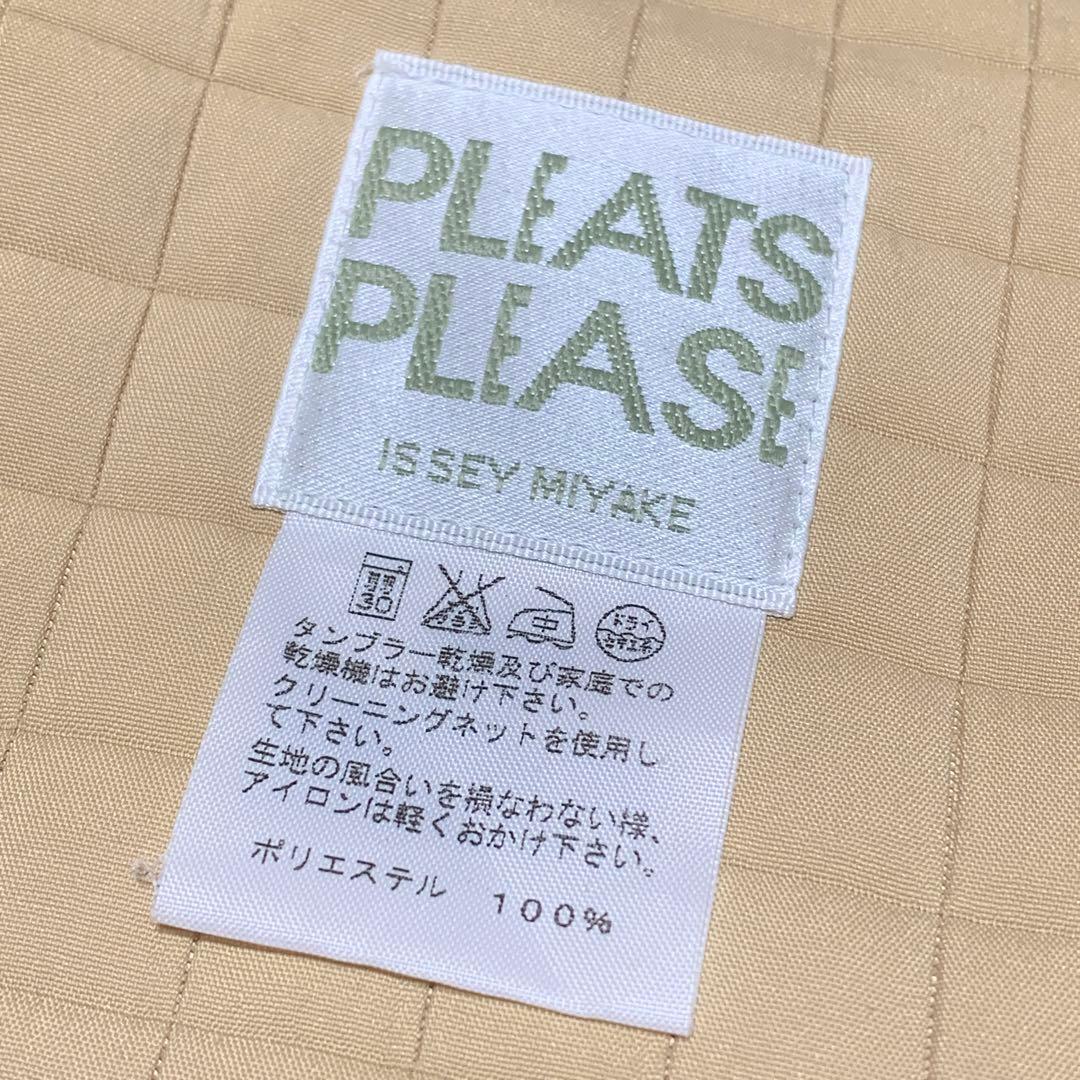 PLEATS
PLEASE
ISSEY MIYAKE
30 中 ドライ
タンブラー乾燥及び家庭での
乾燥機はお避け下さい。
クリーニングネットを使用し
て下さい。
生地の風合いを損なわない様、
アイロンは軽くおかけ下さい。
ポリエステル 100%